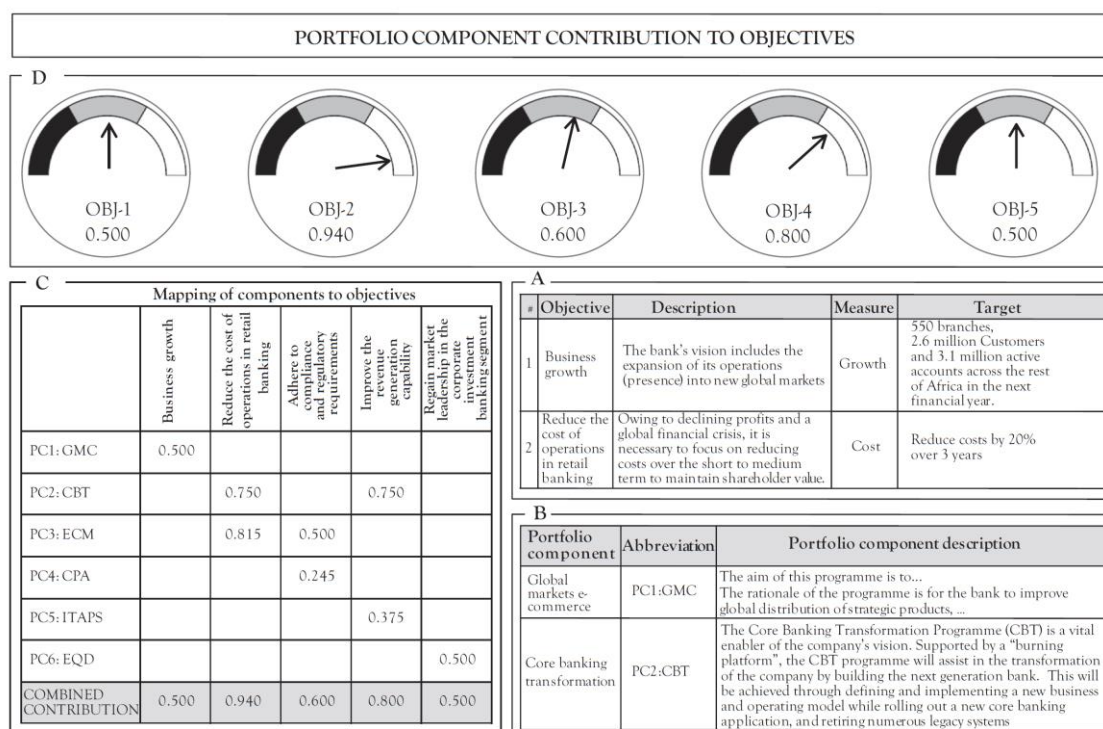 PORTFOLIO COMPONENT CONTRIBUTION TO OBJECTIVES
D
OBJ-1
0.500
OBJ-2
0.940
OBJ-3
0.600
OBJ-4
0.800
OBJ-5
0.500
C
Mapping of components to objectives
Business growth
Reduce the cost of
operations in retail
banking
Adhere to
compliance
and regulatory
requirements
Improve the
revenue
generation
capability
Regain market
leadership in the
corporate
investment
banking segment
PC1: GMC 0.500
PC2: CBT 0.750 0.750
PC3: ECM 0.815 0.500
PC4: CPA 0.245
PC5: ITAPS 0.375
PC6: EQD 0.500
COMBINED
CONTRIBUTION 0.500 0.940 0.600 0.800 0.500
A
# Objective Description Measure Target
1
Business
growth
The bank's vision includes the
expansion of its operations
(presence) into new global markets
Growth
550 branches,
2.6 million Customers
and 3.1 million active
accounts across the rest
of Africa in the next
financial year.
2
Reduce the
cost of
operations
in retail
banking
Owing to declining profits and a
global financial crisis, it is
necessary to focus on reducing
costs over the short to medium
term to maintain shareholder value.
Cost
Reduce costs by 20%
over 3 years
B
Portfolio
component
Abbreviation
Portfolio component description
Global
markets e-
commerce
PC1:GMC
The aim of this programme is to...
The rationale of the programme is for the bank to improve
global distribution of strategic products, ...
Core banking
transformation
PC2:CBT
The Core Banking Transformation Programme (CBT) is a vital
enabler of the company's vision. Supported by a “burning
platform”, the CBT programme will assist in the transformation
of the company by building the next generation bank. This will
be achieved through defining and implementing a new business
and operating model while rolling out a new core banking
application, and retiring numerous legacy systems